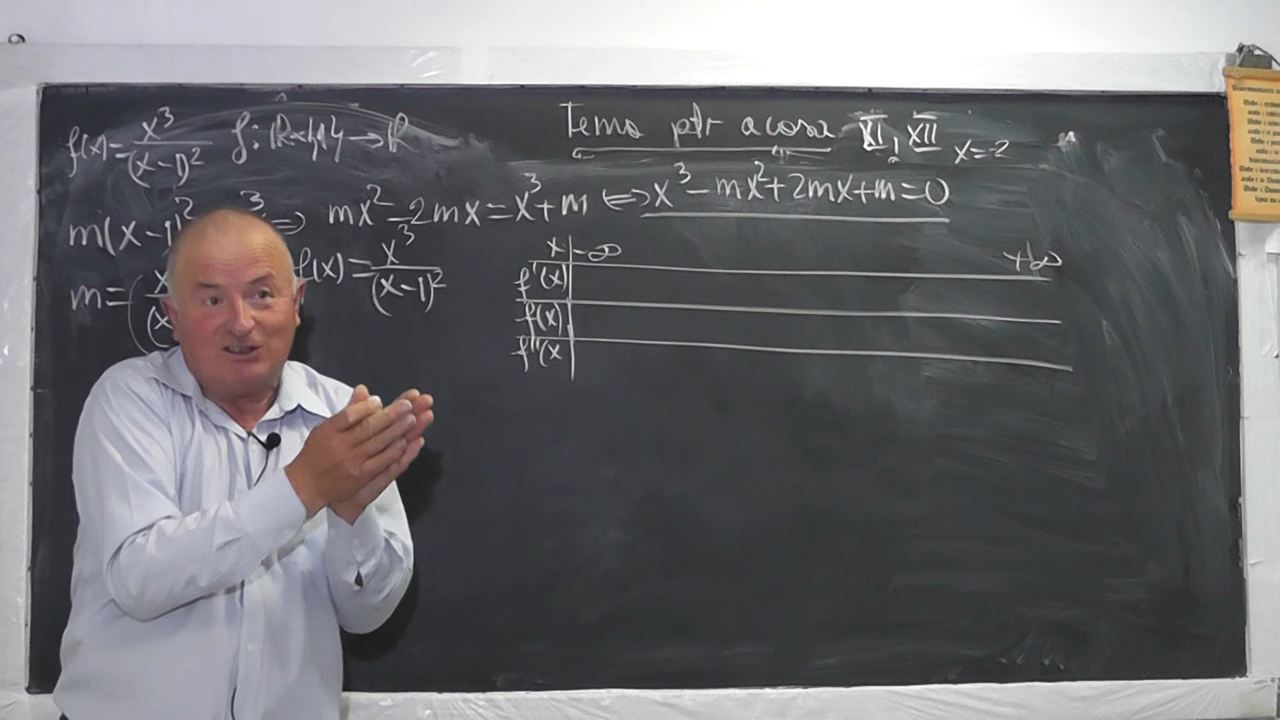 f(x)=x³/(x-1)² f: R∖{1}→R
Tema ptr acasa XI, XII x=2
m(x-1)² x³ ⇒ mx²-2mx=x³+m ⇔ x³-mx²+2mx+m=0
m=(x f(x)=x³/(x-1)²
x -∞ +∞
f'(x)
f(x)
f''(x